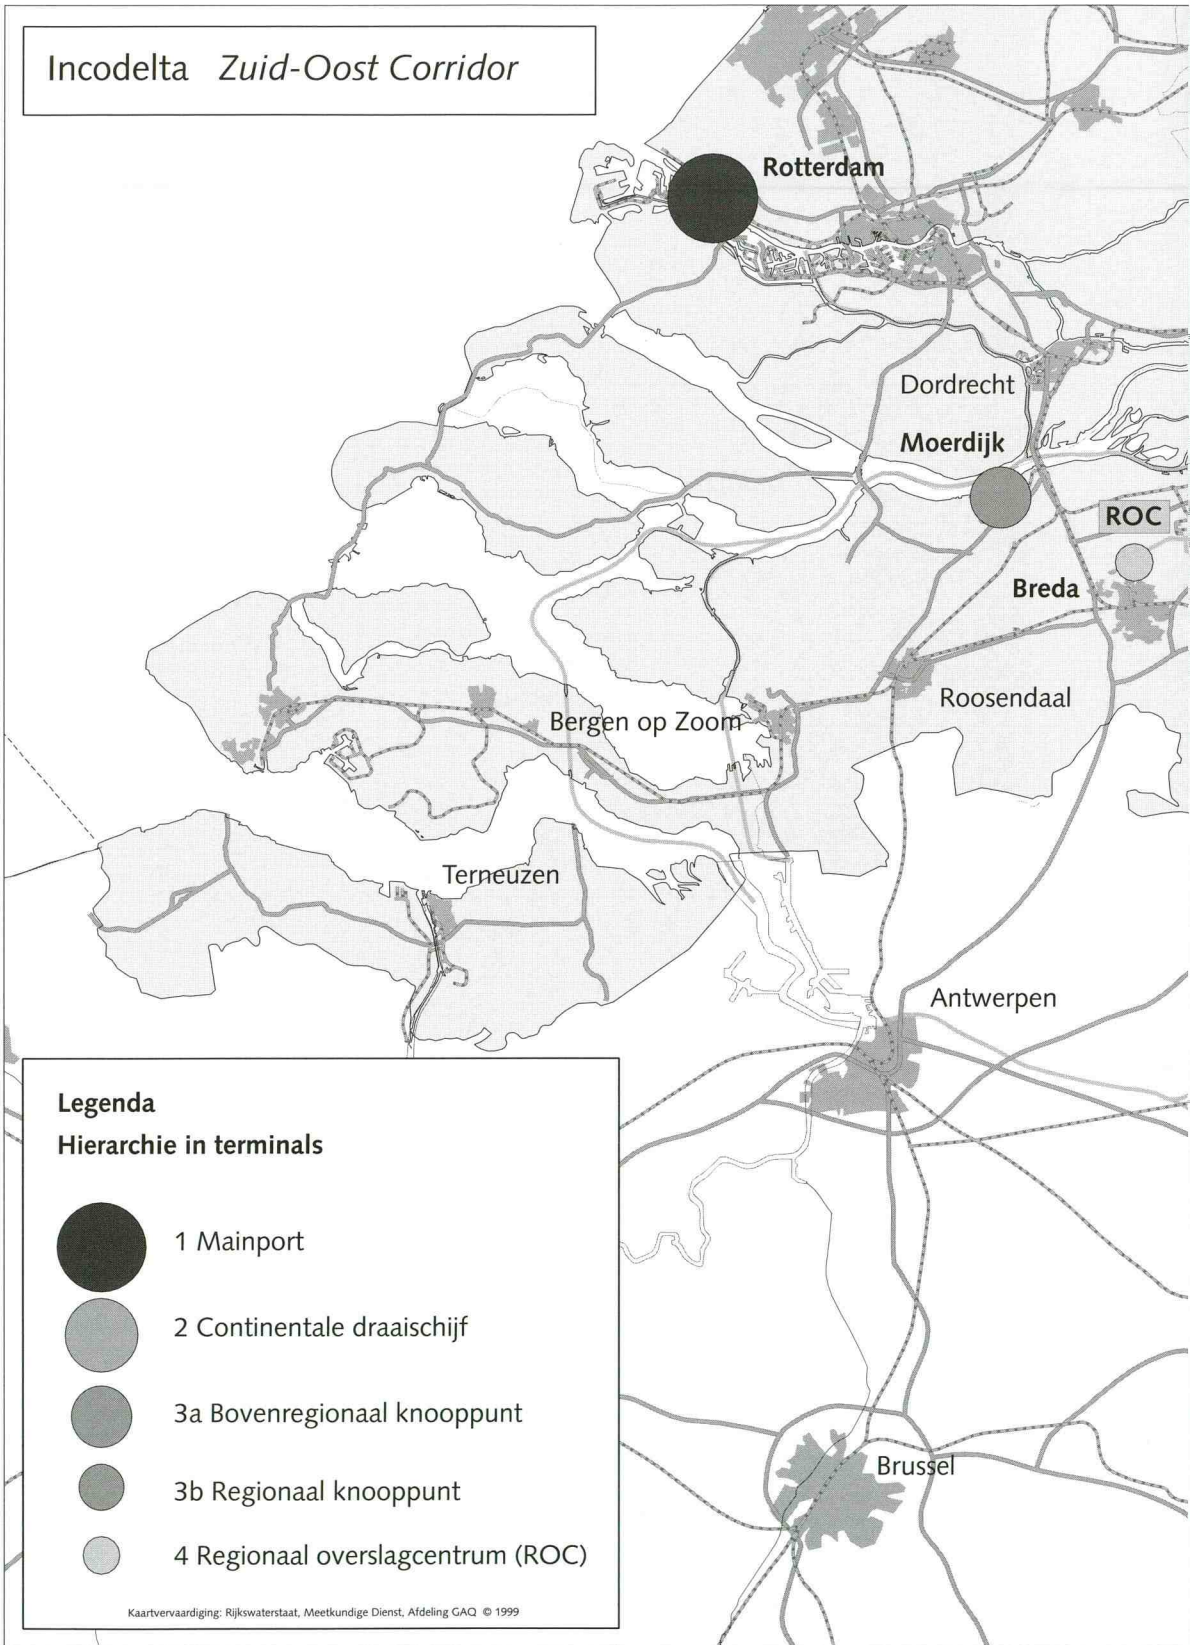 Incodelta Zuid-Oost Corridor
Rotterdam
Dordrecht
Moerdijk
ROC
Breda
Roosendaal
Bergen op Zoom
Terneuzen
Antwerpen
Brussel
Legenda
Hierarchie in terminals
1 Mainport
2 Continentale draaischijf
3a Bovenregionaal knooppunt
3b Regionaal knooppunt
4 Regionaal overslagcentrum (ROC)
Kaartvervaardiging: Rijkswaterstaat, Meetkundige Dienst, Afdeling GAQ © 1999